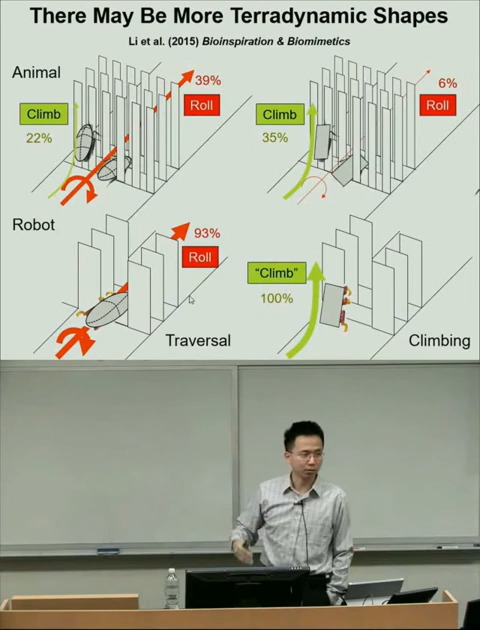 There May Be More Terradynamic Shapes
Li et al. (2015) Bioinspiration & Biomimetics
Animal
39%
Roll
Climb
22%
6%
Roll
Climb
35%
Robot
93%
Roll
Traversal
“Climb”
100%
Climbing